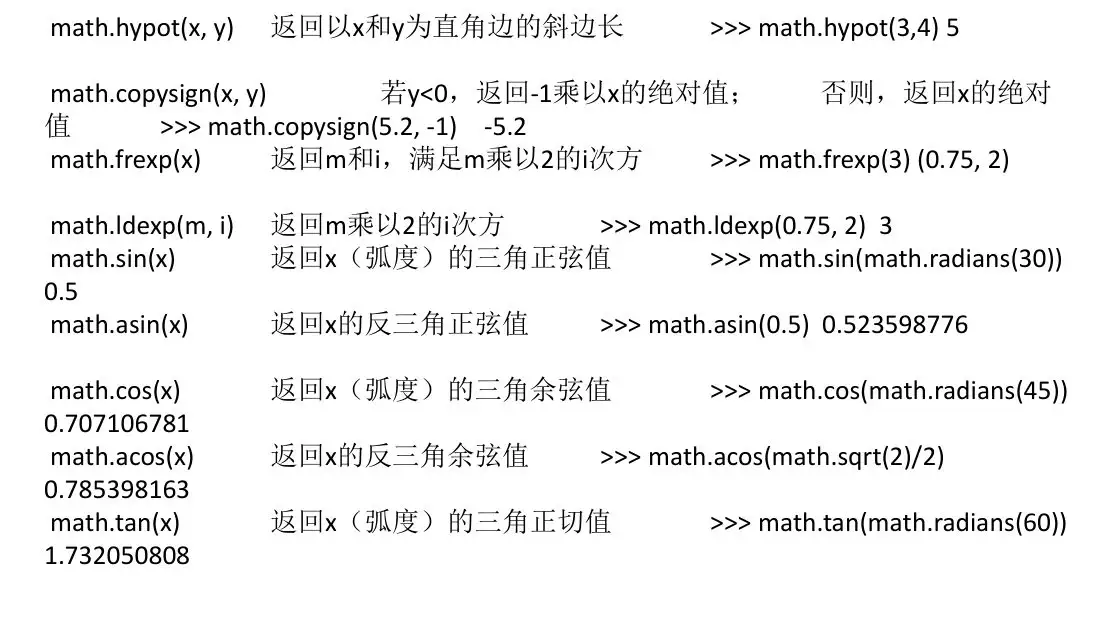 math.hypot(x, y) 返回以x和y为直角边的斜边长 >>> math.hypot(3,4) 5
math.copysign(x, y) 若y<0，返回-1乘以x的绝对值； 否则，返回x的绝对
值 >>> math.copysign(5.2, -1) -5.2
math.frexp(x) 返回m和i，满足m乘以2的i次方 >>> math.frexp(3) (0.75, 2)
math.ldexp(m, i) 返回m乘以2的i次方 >>> math.ldexp(0.75, 2) 3
math.sin(x) 返回x（弧度）的三角正弦值 >>> math.sin(math.radians(30))
0.5
math.asin(x) 返回x的反三角正弦值 >>> math.asin(0.5) 0.523598776
math.cos(x) 返回x（弧度）的三角余弦值 >>> math.cos(math.radians(45))
0.707106781
math.acos(x) 返回x的反三角余弦值 >>> math.acos(math.sqrt(2)/2)
0.785398163
math.tan(x) 返回x（弧度）的三角正切值 >>> math.tan(math.radians(60))
1.732050808